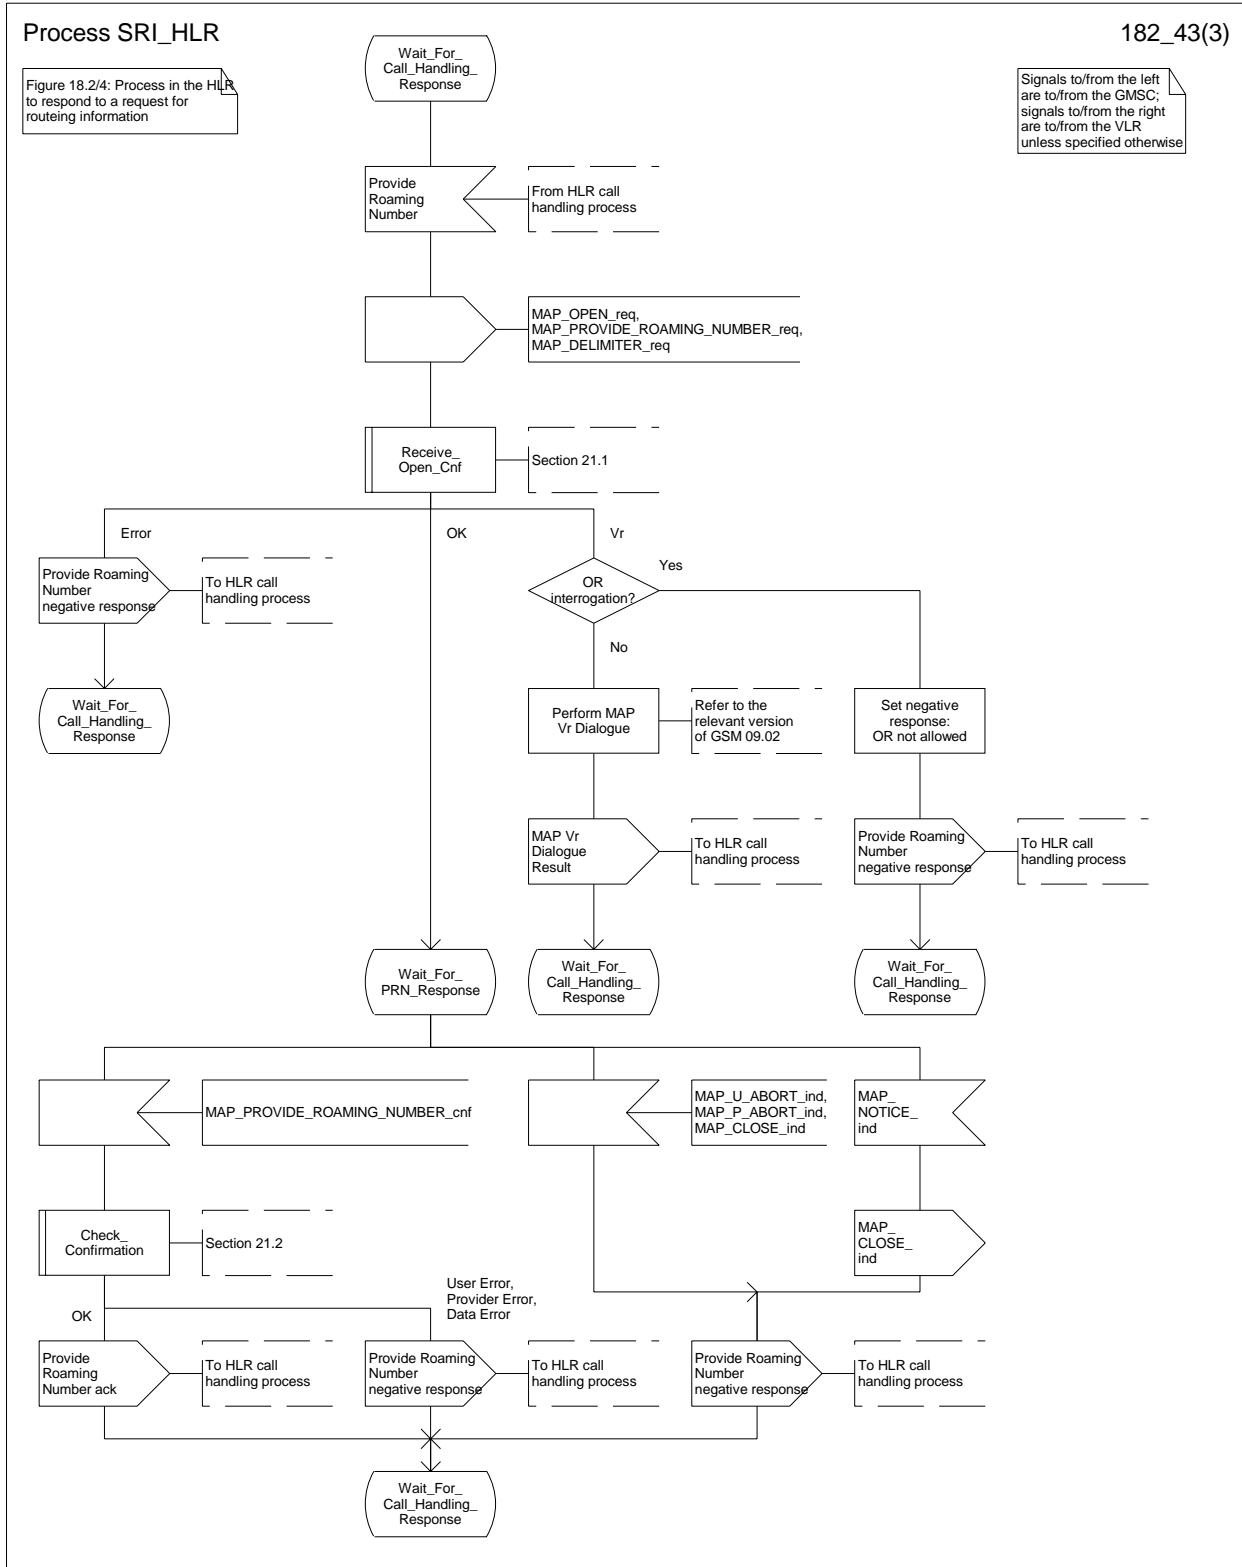 Process SRI_HLR
182_43(3)
Figure 18.2/4: Process in the HLR
to respond to a request for
routeing information
Signals to/from the left
are to/from the GMSC;
signals to/from the right
are to/from the VLR
unless specified otherwise
Wait_For_
Call_Handling_
Response
Provide
Roaming
Number
From HLR call
handling process
MAP_OPEN_req,
MAP_PROVIDE_ROAMING_NUMBER_req,
MAP_DELIMITER_req
Receive_
Open_Cnf
Section 21.1
Error
OK
Vr
Provide Roaming
Number
negative response
To HLR call
handling process
OR
interrogation?
Yes
No
Wait_For_
Call_Handling_
Response
Perform MAP
Vr Dialogue
Refer to the
relevant version
of GSM 09.02
Set negative
response:
OR not allowed
MAP Vr
Dialogue
Result
To HLR call
handling process
Provide Roaming
Number
negative response
To HLR call
handling process
Wait_For_
PRN_Response
Wait_For_
Call_Handling_
Response
Wait_For_
Call_Handling_
Response
MAP_PROVIDE_ROAMING_NUMBER_cnf
MAP_U_ABORT_ind,
MAP_P_ABORT_ind,
MAP_CLOSE_ind
MAP_
NOTICE_
ind
Check_
Confirmation
Section 21.2
MAP_
CLOSE_
ind
OK
User Error,
Provider Error,
Data Error
Provide
Roaming
Number ack
To HLR call
handling process
Provide Roaming
Number
negative response
To HLR call
handling process
Provide Roaming
Number
negative response
To HLR call
handling process
Wait_For_
Call_Handling_
Response